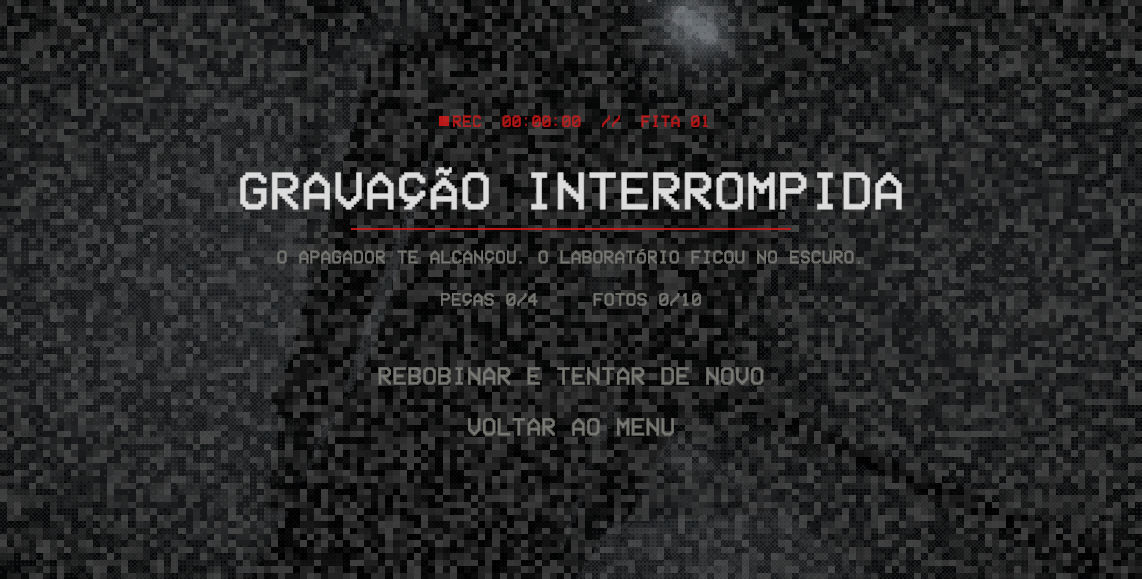 REC 00:00:00 // FITA 01
GRAVAÇÃO INTERROMPIDA
O APAGADOR TE ALCANÇOU. O LABORATÓRIO FICOU NO ESCURO.
PEÇAS 0/4 FOTOS 0/10
REBOBINAR E TENTAR DE NOVO
VOLTAR AO MENU